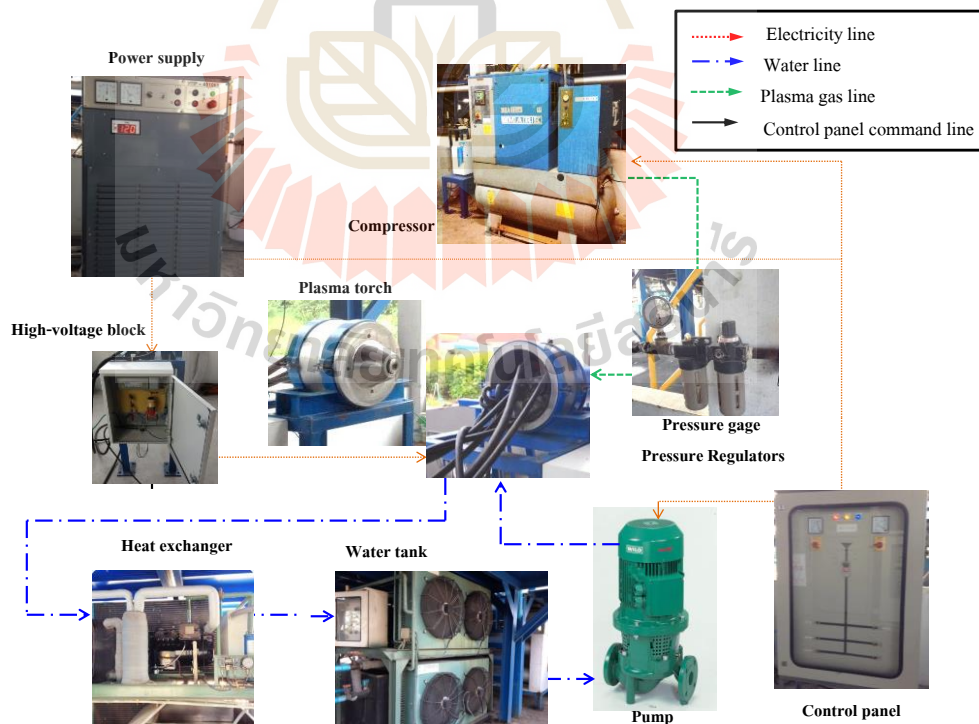 Power supply
Electricity line
Water line
Plasma gas line
Control panel command line
120
Compressor
Plasma torch
High-voltage block
Pressure gage
Pressure Regulators
Heat exchanger
Water tank
Pump
Control panel